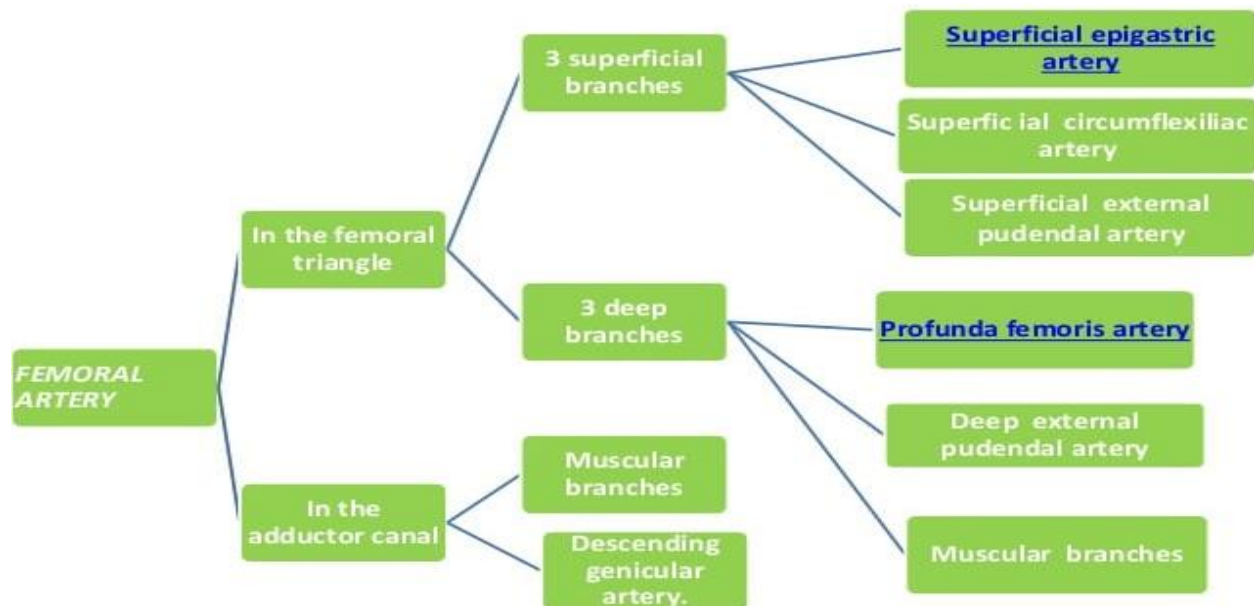 Superficial epigastric
artery
3 superficial
branches
Superfic ial circumflexiliac
artery
Superficial external
pudendal artery
In the femoral
triangle
3 deep
branches
Profunda femoris artery
FEMORAL
ARTERY
Deep external
pudendal artery
Muscular
branches
In the
adductor canal
Muscular branches
Descending
genicular
artery.